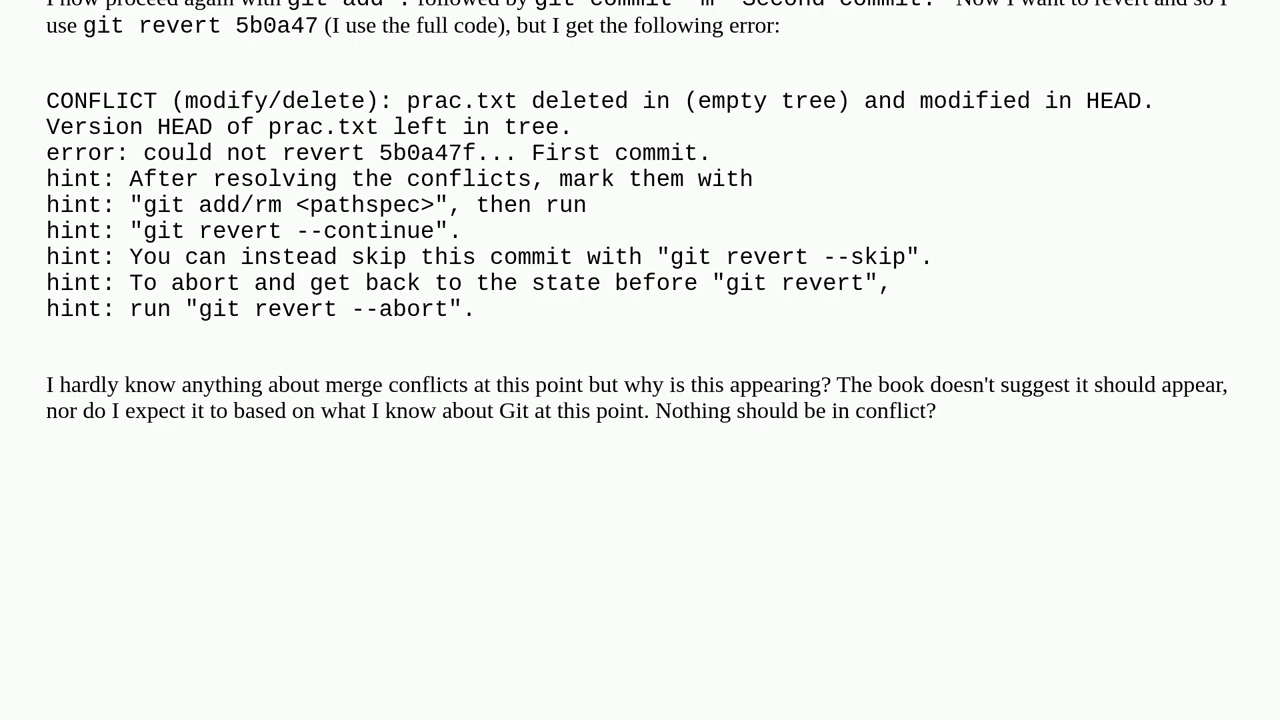 I now proceed again with git add . followed by git commit -m "Second commit." Now I want to revert and so I
use git revert 5b0a47 (I use the full code), but I get the following error:
CONFLICT (modify/delete): prac.txt deleted in (empty tree) and modified in HEAD.
Version HEAD of prac.txt left in tree.
error: could not revert 5b0a47f... First commit.
hint: After resolving the conflicts, mark them with
hint: "git add/rm <pathspec>", then run
hint: "git revert --continue".
hint: You can instead skip this commit with "git revert --skip".
hint: To abort and get back to the state before "git revert",
hint: run "git revert --abort".
I hardly know anything about merge conflicts at this point but why is this appearing? The book doesn't suggest it should appear,
nor do I expect it to based on what I know about Git at this point. Nothing should be in conflict?